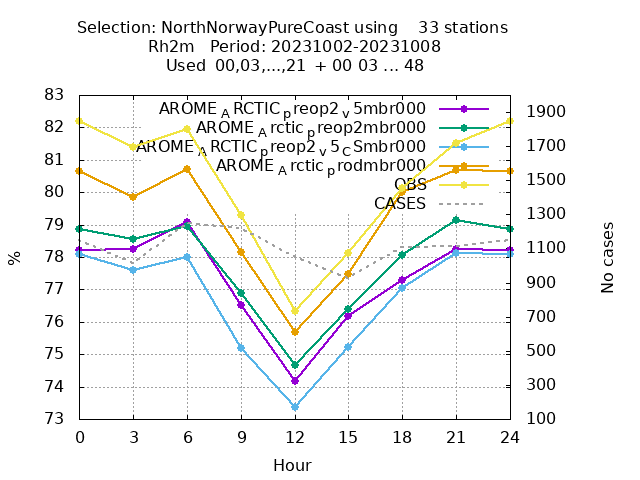 Selection: NorthNorwayPureCoast using    33 stations
Rh2m   Period: 20231002-20231008
Used  00,03,...,21  + 00 03 ... 48
AROME_ARCTIC_preop2_v5mbr000
AROME_Arctic_preop2mbr000
AROME_ARCTIC_preop2_v5_CSmbr000
AROME_Arctic_prodmbr000
OBS
CASES
83
82
81
80
79
78
77
76
75
74
73
%
1900
1700
1500
1300
1100
900
700
500
300
100
No cases
0 3 6 9 12 15 18 21 24
Hour